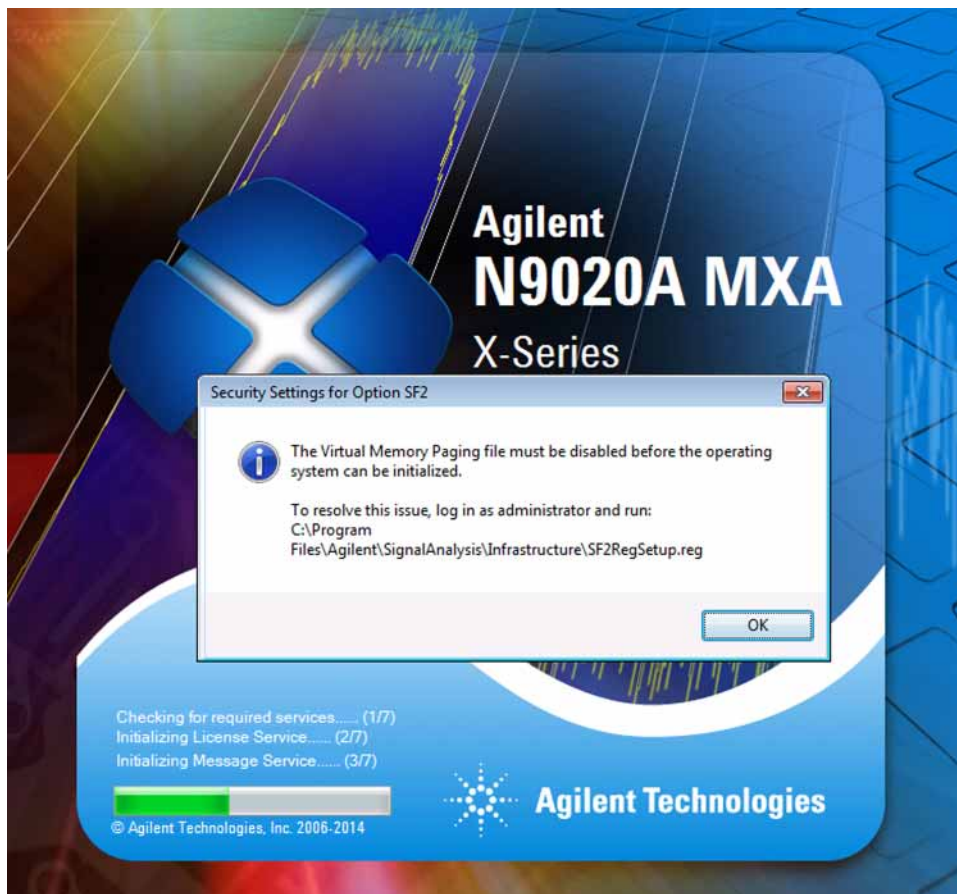 Agilent
N9020A MXA
X-Series
Security Settings for Option SF2
The Virtual Memory Paging file must be disabled before the operating
system can be initialized.
To resolve this issue, log in as administrator and run:
C:\Program
Files\Agilent\SignalAnalysis\Infrastructure\SF2RegSetup.reg
OK
Checking for required services..... (1/7)
Initializing License Service..... (2/7)
Initializing Message Service..... (3/7)
Agilent Technologies
© Agilent Technologies, Inc. 2006-2014